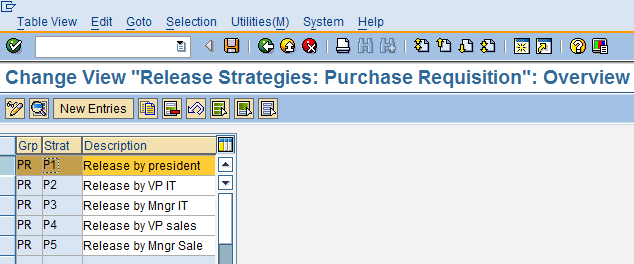 Table View Edit Goto Selection Utilities(M) System Help
Change View "Release Strategies: Purchase Requisition": Overview
New Entries
Grp Strat Description
PR P1 Release by president
PR P2 Release by VP IT
PR P3 Release by Mngr IT
PR P4 Release by VP sales
PR P5 Release by Mngr Sale